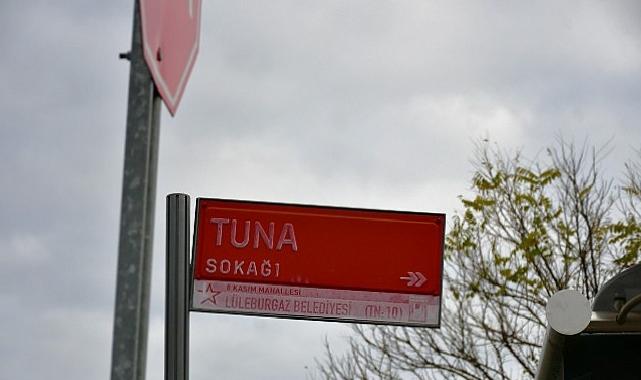 TUNA
SOKAĞI
8 KASIM MAHALLESİ
LÜLEBURGAZ BELEDİYESİ (TN:10)